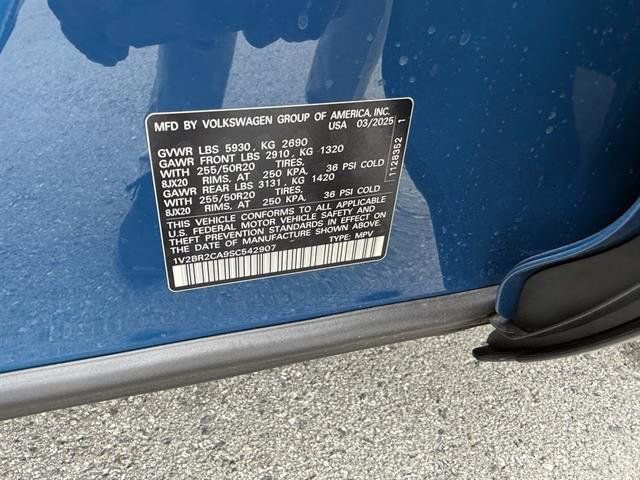 MFD BY VOLKSWAGEN GROUP OF AMERICA, INC.
USA 03/2025
GVWR LBS 5930, KG 2690
GAWR FRONT LBS 2910, KG 1320
WITH 255/50R20 TIRES,
8JX20 RIMS, AT 250 KPA, 36 PSI COLD
GAWR REAR LBS 3131, KG 1420
WITH 255/50R20 TIRES,
8JX20 RIMS, AT 250 KPA, 36 PSI COLD
THIS VEHICLE CONFORMS TO ALL APPLICABLE
U.S. FEDERAL MOTOR VEHICLE SAFETY AND
THEFT PREVENTION STANDARDS IN EFFECT ON
THE DATE OF MANUFACTURE SHOWN ABOVE.
1V2BR2CA9SC542907 TYPE: MPV
1128352 1